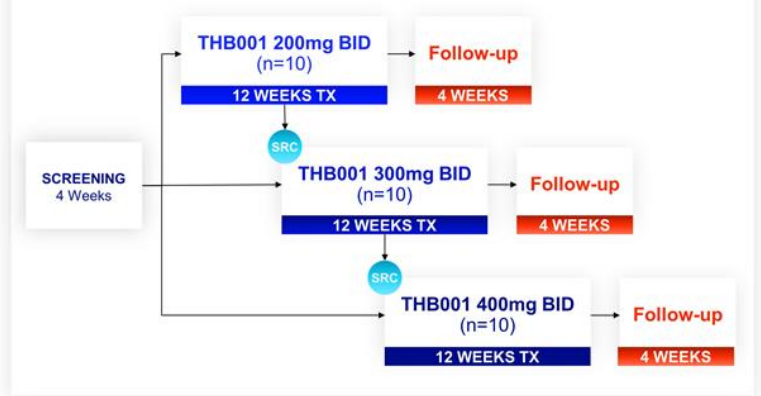 THB001 200mg BID
(n=10)
12 WEEKS TX
Follow-up
4 WEEKS
SRC
SCREENING
4 Weeks
THB001 300mg BID
(n=10)
12 WEEKS TX
Follow-up
4 WEEKS
SRC
THB001 400mg BID
(n=10)
12 WEEKS TX
Follow-up
4 WEEKS